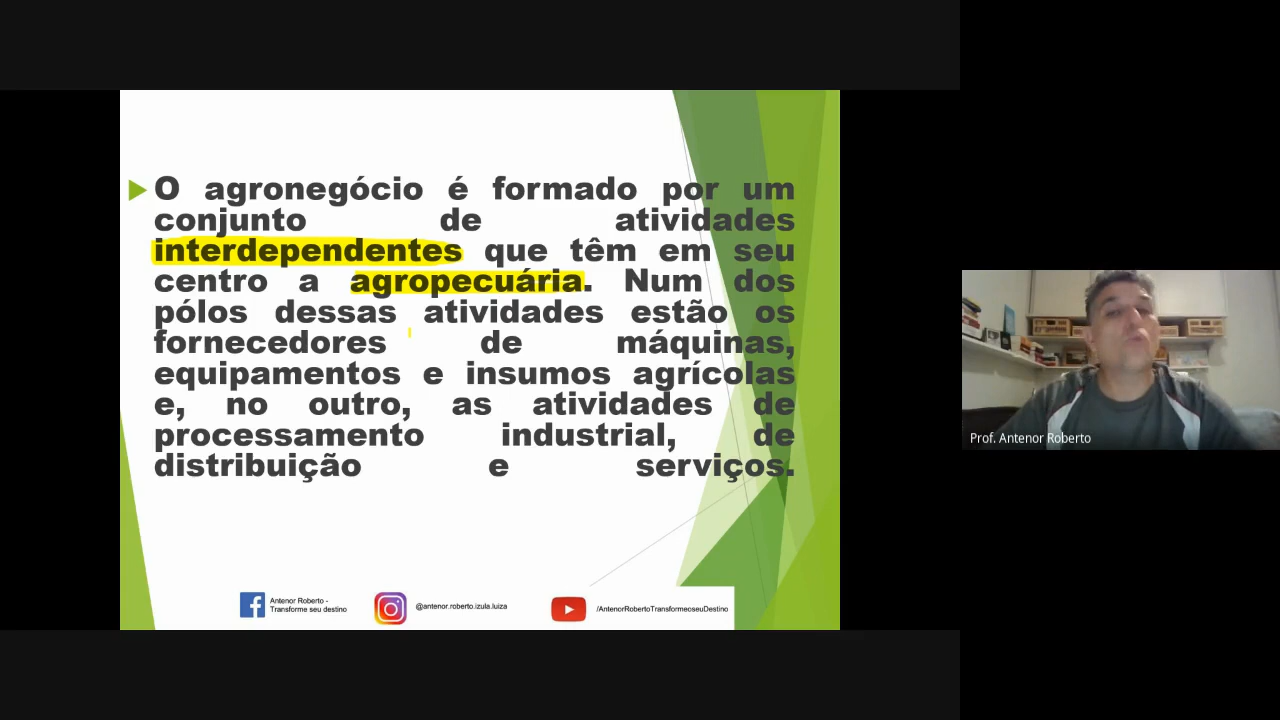 O agronegócio é formado por um
conjunto de atividades
interdependentes que têm em seu
centro a agropecuária. Num dos
pólos dessas atividades estão os
fornecedores de máquinas,
equipamentos e insumos agrícolas
e, no outro, as atividades de
processamento industrial, de
distribuição e serviços.
Antenor Roberto -
Transforme seu destino
@antenor.roberto.izula.luiza
/AntenorRobertoTransformeoseuDestino
Prof. Antenor Roberto